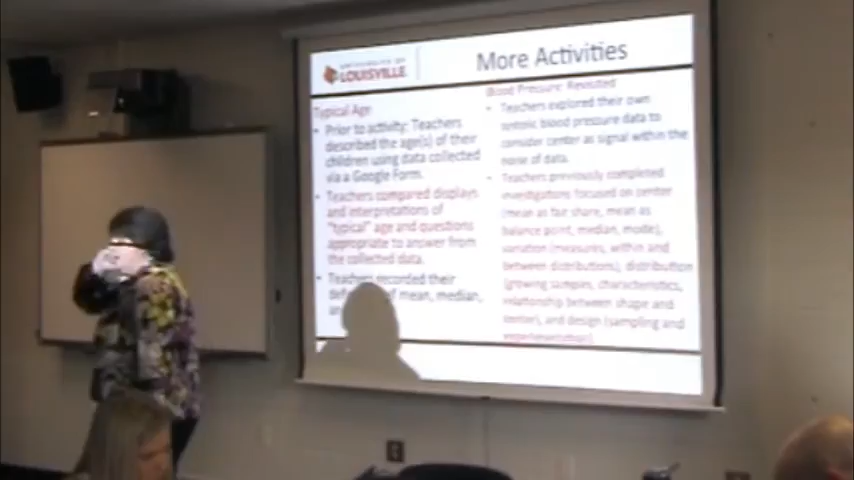 UNIVERSITY OF
LOUISVILLE
More Activities
Typical Age
• Prior to activity: Teachers
described the age(s) of their
children using data collected
via a Google Form.
• Teachers compared displays
and interpretations of
"typical" age and questions
appropriate to answer from
the collected data.
• Teachers recorded their
of mean, median,
Blood Pressure: Revisited
• Teachers explored their own
systolic blood pressure data to
consider center as signal within the
noise of data.
• Teachers previously completed
investigations focused on center
(mean as fair share, mean as
balance point, median, mode),
variation (measures, within and
between distributions), distribution
(growing samples, characteristics,
relationship between shape and
center), and design (sampling and
experimentation).